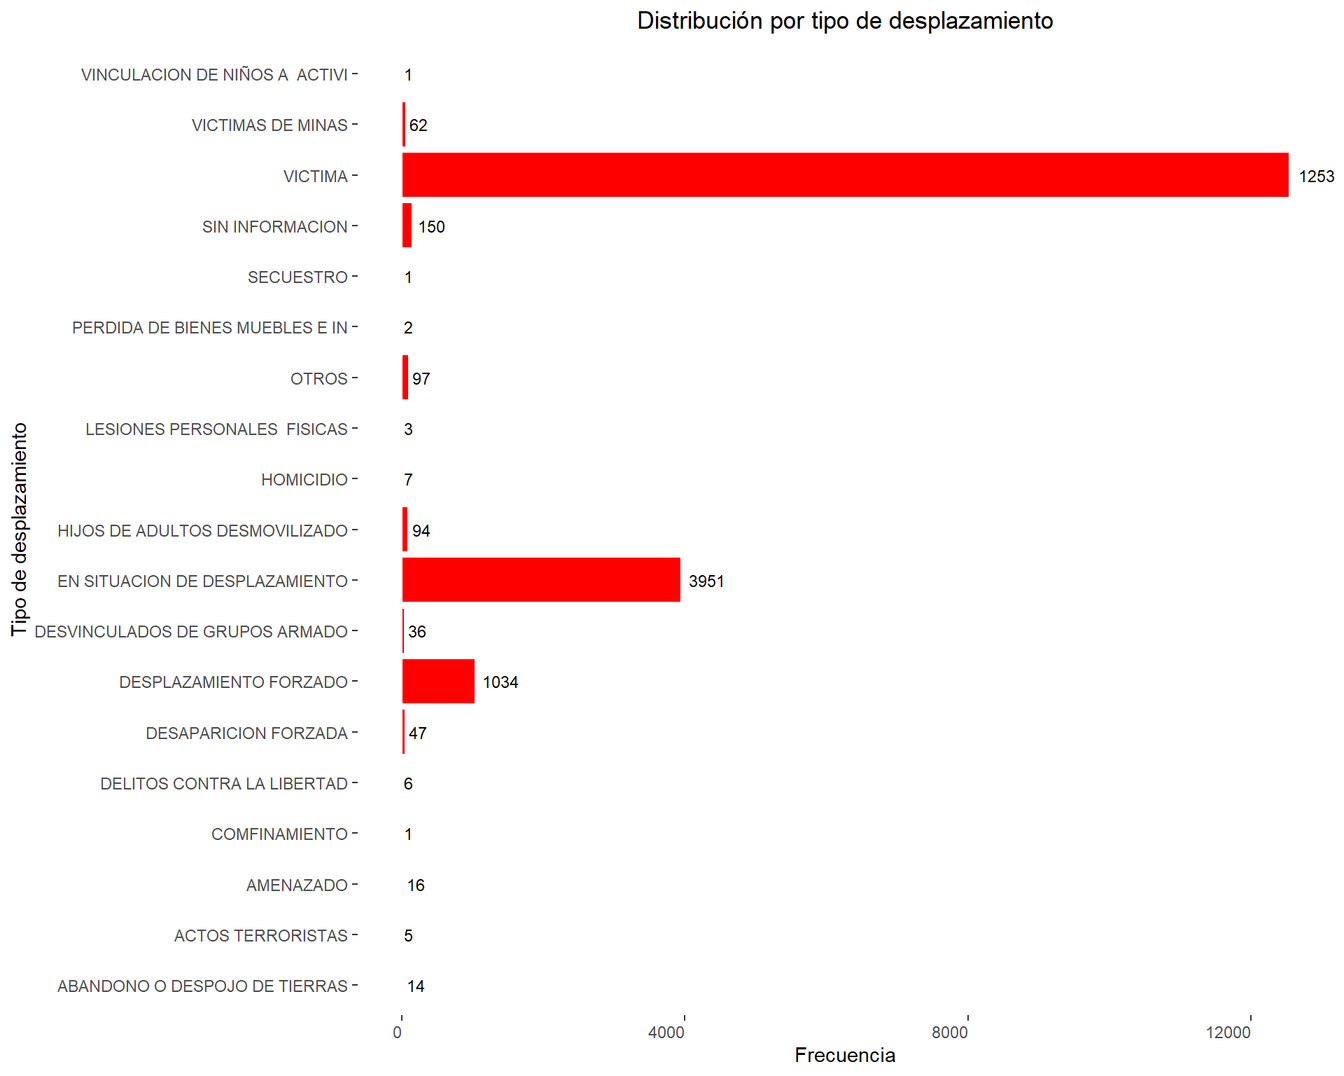 Distribución por tipo de desplazamiento
VINCULACION DE NIÑOS A  ACTIVI 1
VICTIMAS DE MINAS 62
VICTIMA 1253
SIN INFORMACION 150
SECUESTRO 1
PERDIDA DE BIENES MUEBLES E IN 2
OTROS 97
LESIONES PERSONALES  FISICAS 3
HOMICIDIO 7
HIJOS DE ADULTOS DESMOVILIZADO 94
EN SITUACION DE DESPLAZAMIENTO 3951
DESVINCULADOS DE GRUPOS ARMADO 36
DESPLAZAMIENTO FORZADO 1034
DESAPARICION FORZADA 47
DELITOS CONTRA LA LIBERTAD 6
COMFINAMIENTO 1
AMENAZADO 16
ACTOS TERRORISTAS 5
ABANDONO O DESPOJO DE TIERRAS 14
Tipo de desplazamiento
0 4000 8000 12000
Frecuencia